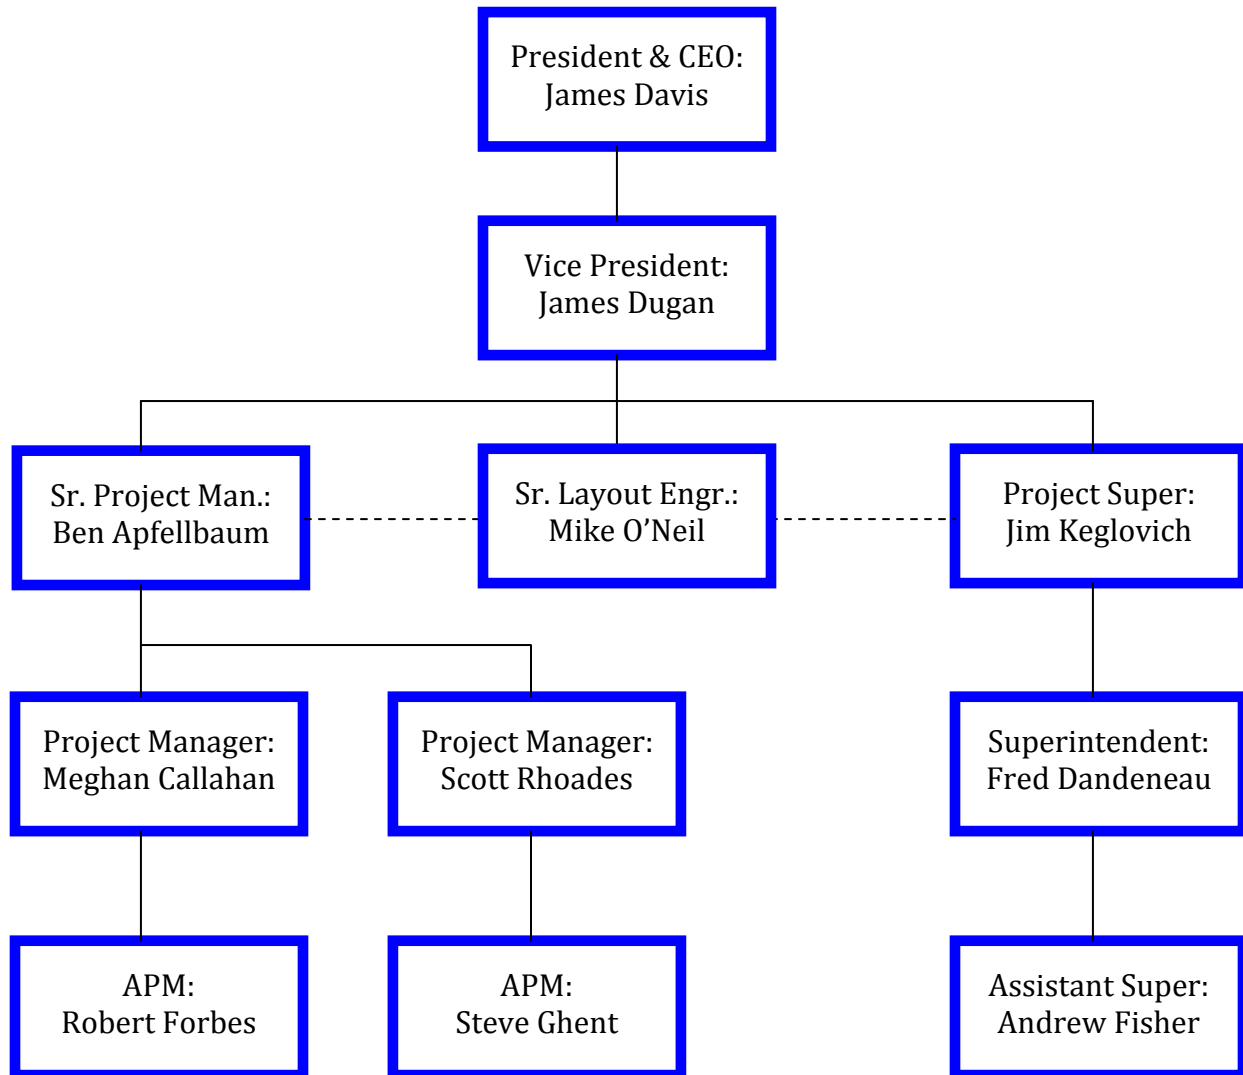 President & CEO:
James Davis
Vice President:
James Dugan
Sr. Project Man.:
Ben Apfellbaum
Sr. Layout Engr.:
Mike O’Neil
Project Super:
Jim Keglovich
Project Manager:
Meghan Callahan
Project Manager:
Scott Rhoades
Superintendent:
Fred Dandeneau
APM:
Robert Forbes
APM:
Steve Ghent
Assistant Super:
Andrew Fisher